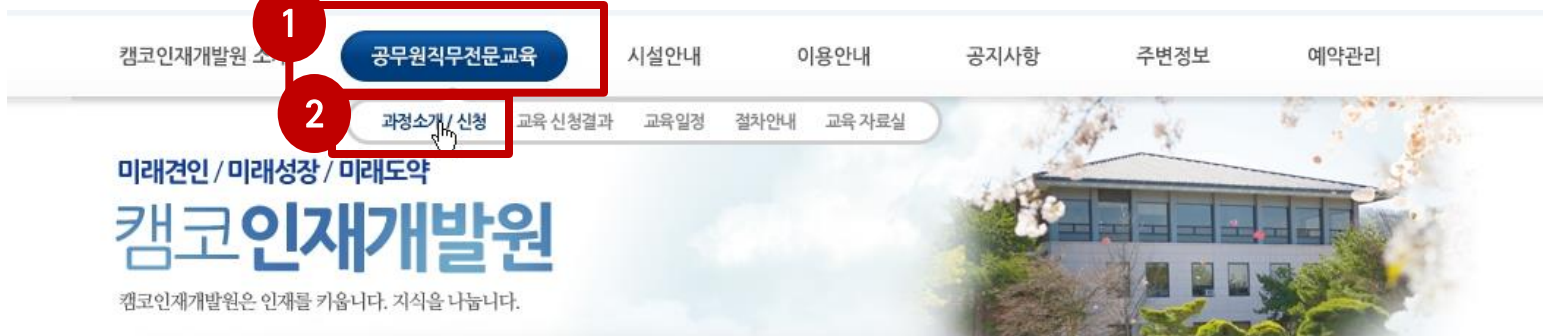 1
캠코인재개발원 공무원직무전문교육 시설안내 이용안내 공지사항 주변정보 예약관리
2
과정소개 / 신청 교육 신청결과 교육일정 절차안내 교육 자료실
미래견인 / 미래성장 / 미래도약
캠코인재개발원
캠코인재개발원은 인재를 키웁니다. 지식을 나눕니다.